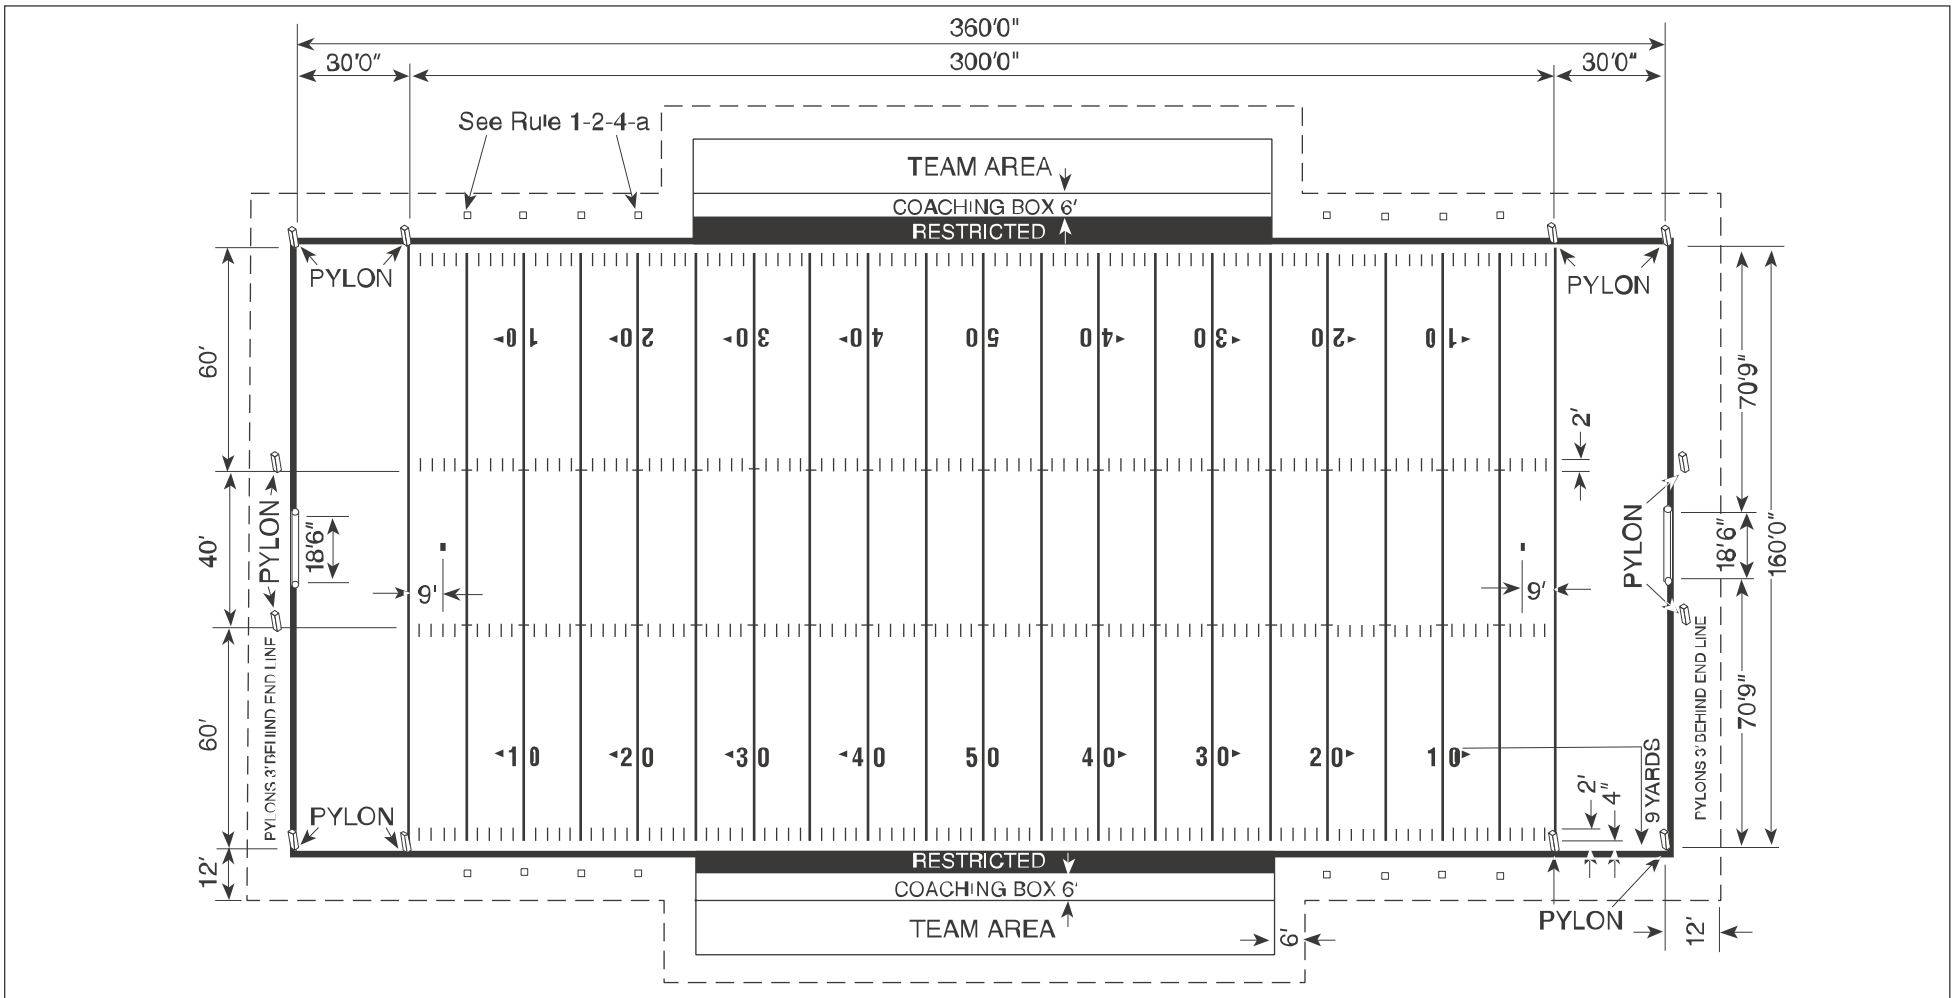 360'0"
30'0"
300'0"
30'0"
See Rule 1-2-4-a
TEAM AREA
COACHING BOX 6'
RESTRICTED
PYLON
PYLON
10
20
30
40
50
40
30
20
10
60'
40'
60'
12'
PYLON
18'6"
9'
2'
9'
PYLON
18'6"
70'9"
160'0"
70'9"
PYLONS 3' BEHIND END LINE
PYLONS 3' BEHIND END LINE
10
20
30
40
50
40
30
20
10
9 YARDS
2'
4"
PYLON
RESTRICTED
COACHING BOX 6'
TEAM AREA
6'
PYLON
12'